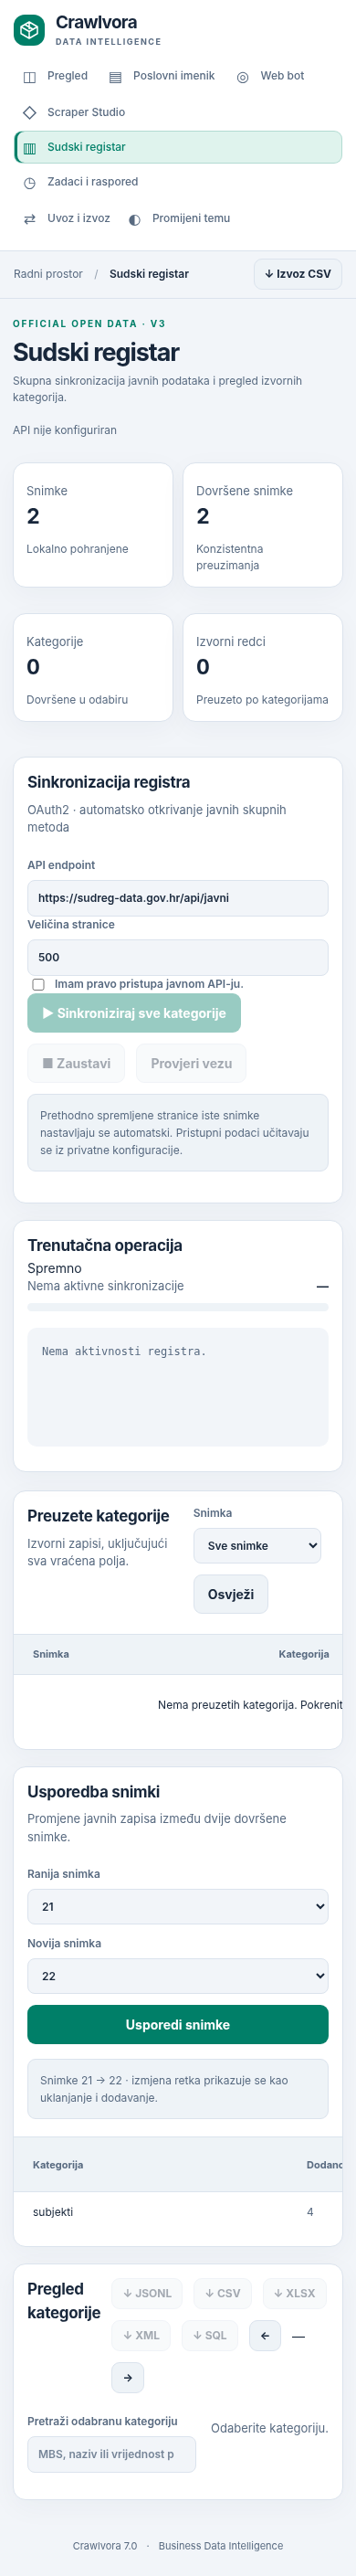 Crawlvora
DATA INTELLIGENCE
Pregled
Poslovni imenik
Web bot
Scraper Studio
Sudski registar
Zadaci i raspored
Uvoz i izvoz
Promijeni temu
Radni prostor / Sudski registar
↓ Izvoz CSV
OFFICIAL OPEN DATA · V3
Sudski registar
Skupna sinkronizacija javnih podataka i pregled izvornih
kategorija.
API nije konfiguriran
Snimke
2
Lokalno pohranjene
Dovršene snimke
2
Konzistentna
preuzimanja
Kategorije
0
Dovršene u odabiru
Izvorni redci
0
Preuzeto po kategorijama
Sinkronizacija registra
OAuth2 · automatsko otkrivanje javnih skupnih
metoda
API endpoint
https://sudreg-data.gov.hr/api/javni
Veličina stranice
500
Imam pravo pristupa javnom API-ju.
▶ Sinkroniziraj sve kategorije
■ Zaustavi
Provjeri vezu
Prethodno spremljene stranice iste snimke
nastavljaju se automatski. Pristupni podaci učitavaju
se iz privatne konfiguracije.
Trenutačna operacija
Spremno
Nema aktivne sinkronizacije —
Nema aktivnosti registra.
Preuzete kategorije
Izvorni zapisi, uključujući
sva vraćena polja.
Snimka
Sve snimke
Osvježi
Snimka Kategorija
Nema preuzetih kategorija. Pokrenit
Usporedba snimki
Promjene javnih zapisa između dvije dovršene
snimke.
Ranija snimka
21
Novija snimka
22
Usporedi snimke
Snimke 21 → 22 · izmjena retka prikazuje se kao
uklanjanje i dodavanje.
Kategorija Dodano
subjekti 4
Pregled
kategorije
↓ JSONL ↓ CSV ↓ XLSX
↓ XML ↓ SQL ← —
→
Pretraži odabranu kategoriju
MBS, naziv ili vrijednost p
Odaberite kategoriju.
Crawlvora 7.0 · Business Data Intelligence